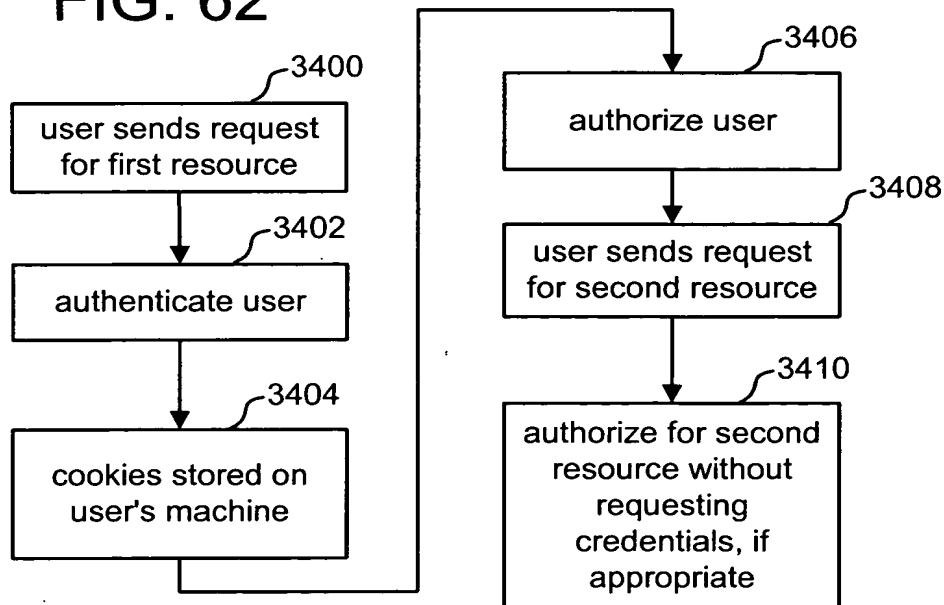 FIG. 62
3400
user sends request
for first resource
3402
authenticate user
3404
cookies stored on
user's machine
3406
authorize user
3408
user sends request
for second resource
3410
authorize for second
resource without
requesting
credentials, if
appropriate